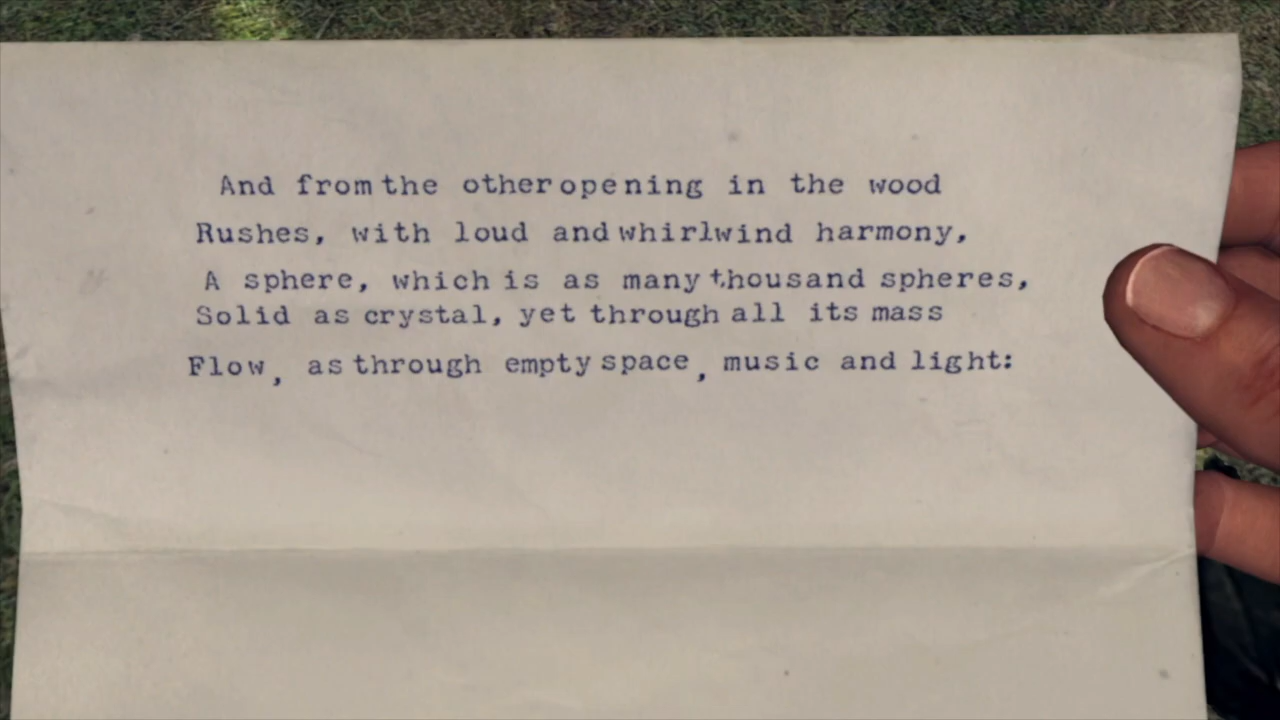 And from the other opening in the wood
Rushes, with loud and whirlwind harmony,
A sphere, which is as many thousand spheres,
Solid as crystal, yet through all its mass
Flow, as through empty space, music and light: